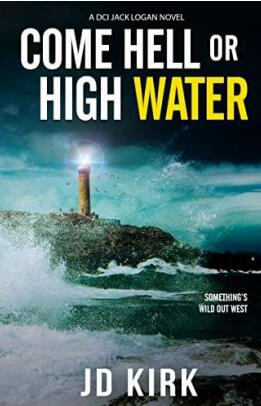 A DCI JACK LOGAN NOVEL
COME HELL OR
HIGH WATER
SOMETHING'S
WILD OUT WEST
JD KIRK